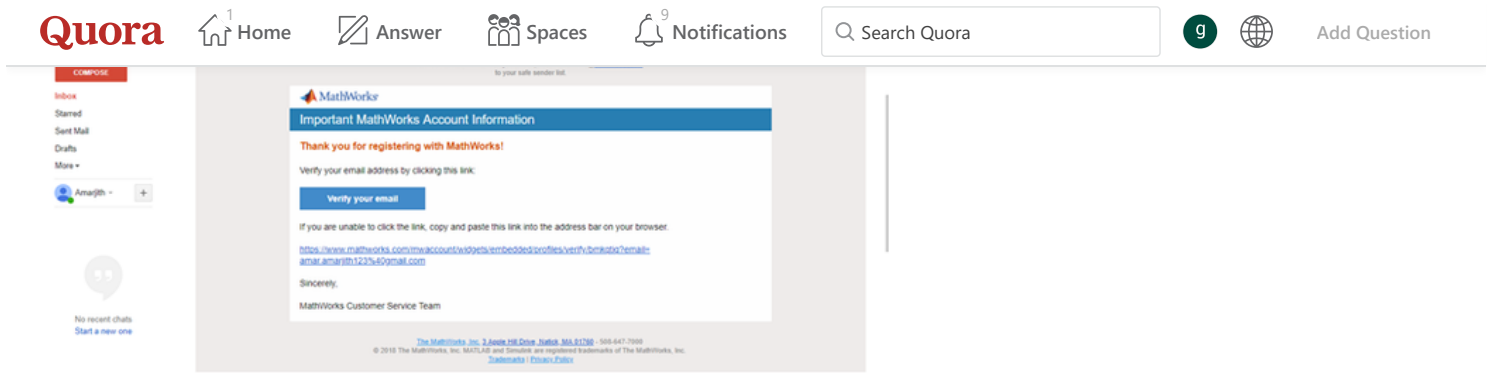 Quora
1
Home
Answer
Spaces
9
Notifications
Search Quora
g
Add Question
COMPOSE
to your safe sender list.
Inbox
Starred
Sent Mail
Drafts
More
Amarjith
+
No recent chats
Start a new one
MathWorks
Important MathWorks Account Information
Thank you for registering with MathWorks!
Verify your email address by clicking this link:
Verify your email
If you are unable to click the link, copy and paste this link into the address bar on your browser.
https://www.mathworks.com/mwaccount/widgets/embedded/profiles/verify/bmkqtiq?email=
amar.amarjith123%40gmail.com
Sincerely,
MathWorks Customer Service Team
The MathWorks, Inc. 3 Apple Hill Drive, Natick, MA 01760 - 508-647-7000
© 2018 The MathWorks, Inc. MATLAB and Simulink are registered trademarks of The MathWorks, Inc.
Trademarks | Privacy Policy